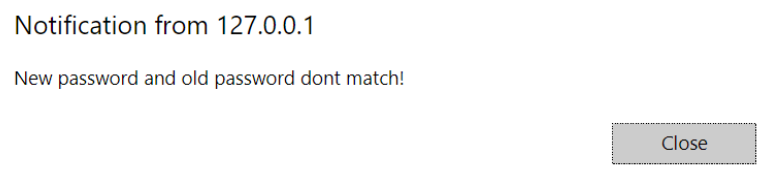 Notification from 127.0.0.1
New password and old password dont match!
Close